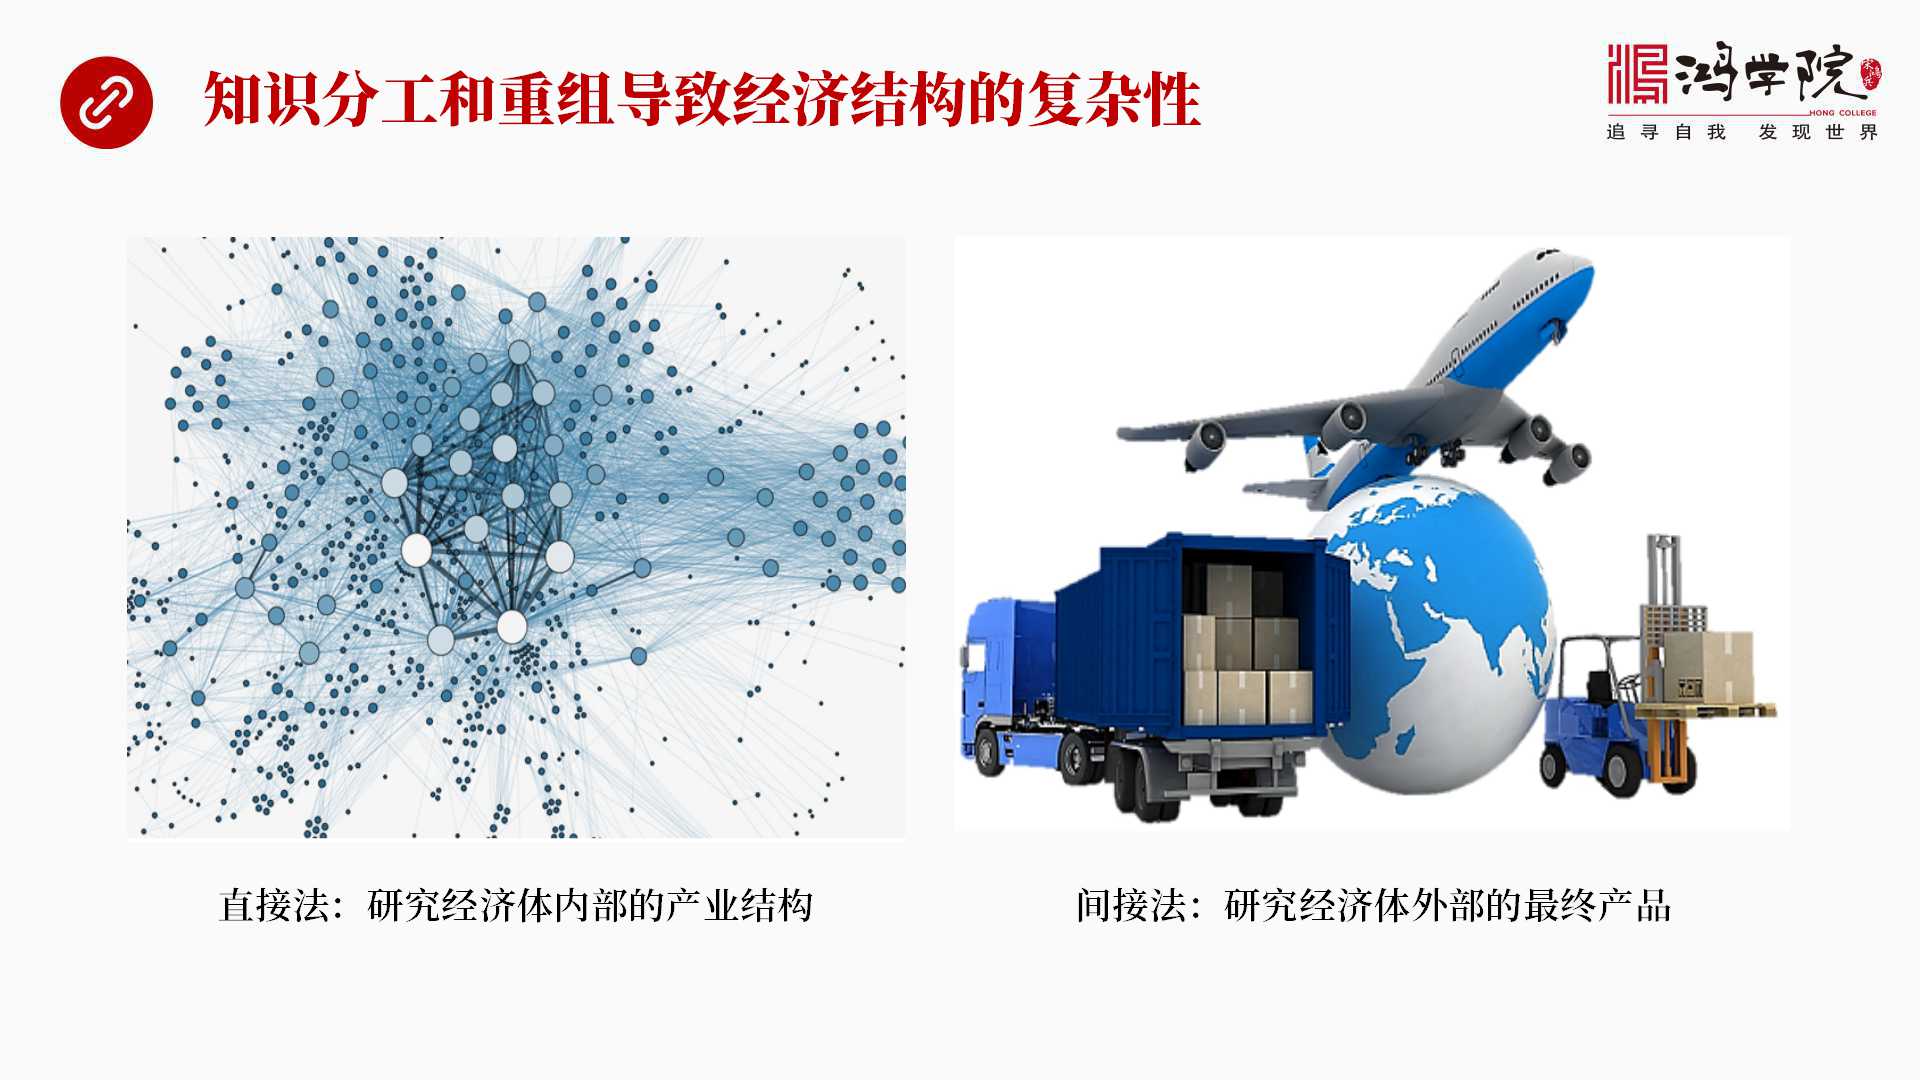 知识分工和重组导致经济结构的复杂性
鸿学院
HONG COLLEGE
追寻自我 发现世界
直接法：研究经济体内部的产业结构
间接法：研究经济体外部的最终产品